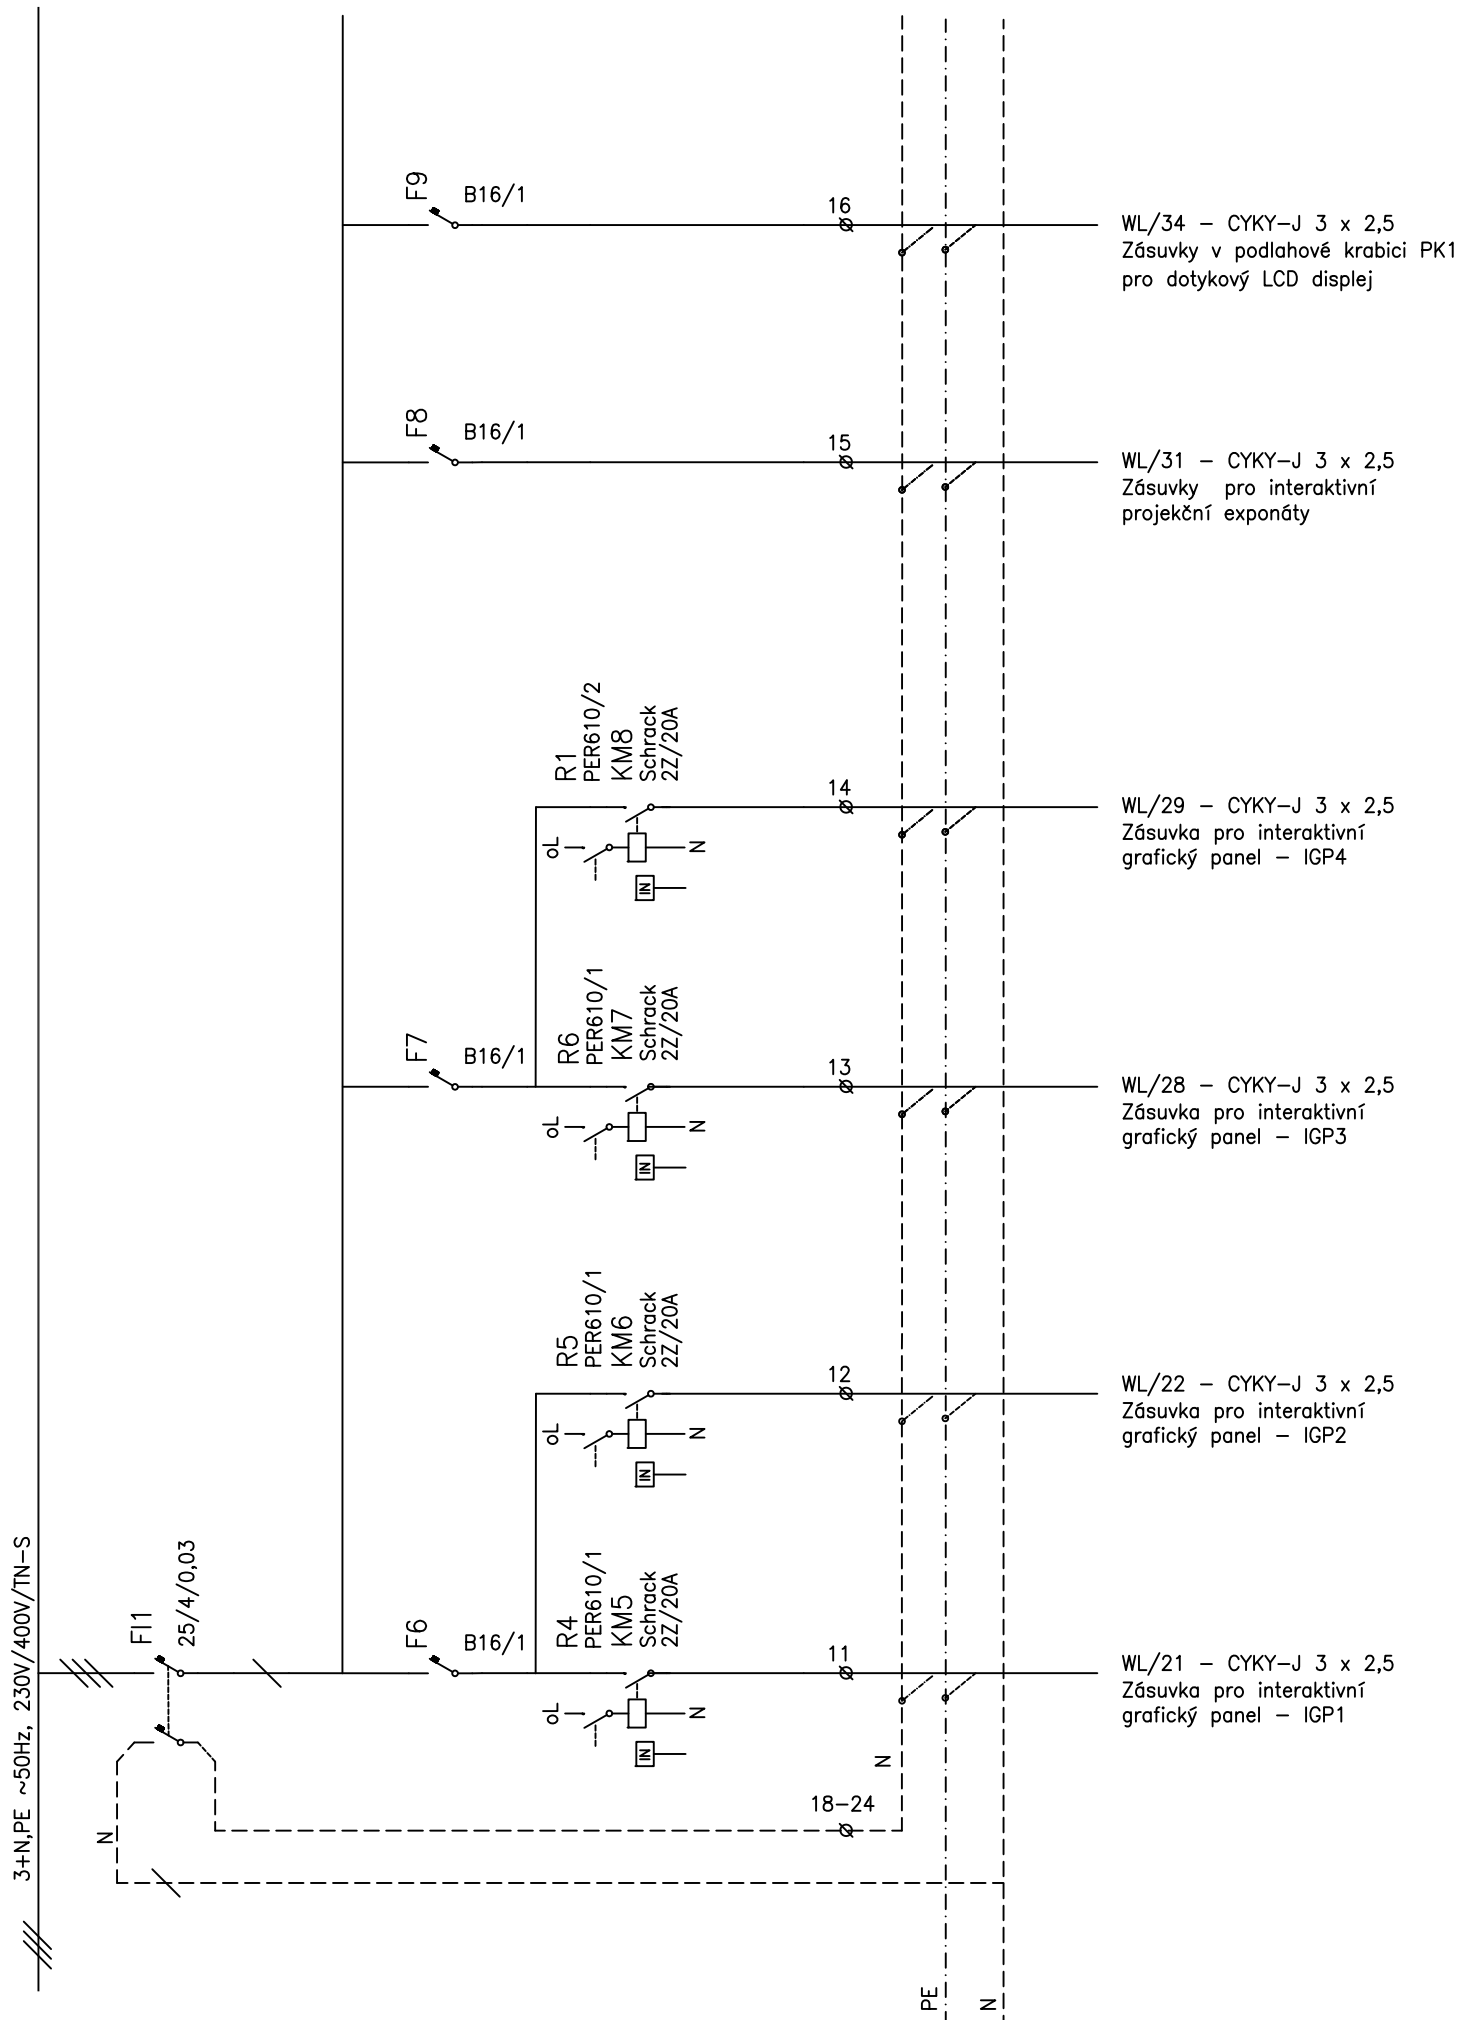 F9
B16/1
16
WL/34 – CYKY–J 3 x 2,5
Zásuvky v podlahové krabici PK1
pro dotykový LCD displej
F8
B16/1
15
WL/31 – CYKY–J 3 x 2,5
Zásuvky pro interaktivní
projekční exponáty
R1
PER610/2
KM8
Schrack
2Z/20A
14
oL
N
IN
WL/29 – CYKY–J 3 x 2,5
Zásuvka pro interaktivní
grafický panel – IGP4
F7
B16/1
R6
PER610/1
KM7
Schrack
2Z/20A
13
oL
N
IN
WL/28 – CYKY–J 3 x 2,5
Zásuvka pro interaktivní
grafický panel – IGP3
R5
PER610/1
KM6
Schrack
2Z/20A
12
oL
N
IN
WL/22 – CYKY–J 3 x 2,5
Zásuvka pro interaktivní
grafický panel – IGP2
3+N,PE ~50Hz, 230V/400V/TN–S
FI1
25/4/0,03
F6
B16/1
R4
PER610/1
KM5
Schrack
2Z/20A
11
oL
N
IN
WL/21 – CYKY–J 3 x 2,5
Zásuvka pro interaktivní
grafický panel – IGP1
N
18–24
N
PE
N